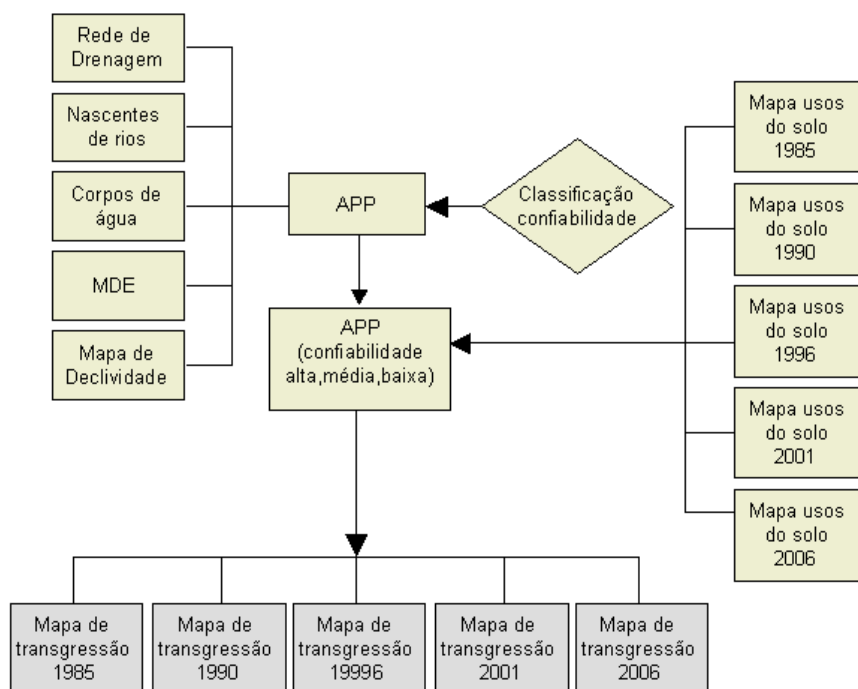 Rede de
Drenagem
Nascentes
de rios
Corpos de
água
MDE
Mapa de
Declividade
APP
Classificação
confiabilidade
APP
(confiabilidade
alta,média,baixa)
Mapa usos
do solo
1985
Mapa usos
do solo
1990
Mapa usos
do solo
1996
Mapa usos
do solo
2001
Mapa usos
do solo
2006
Mapa de
transgressão
1985
Mapa de
transgressão
1990
Mapa de
transgressão
19996
Mapa de
transgressão
2001
Mapa de
transgressão
2006